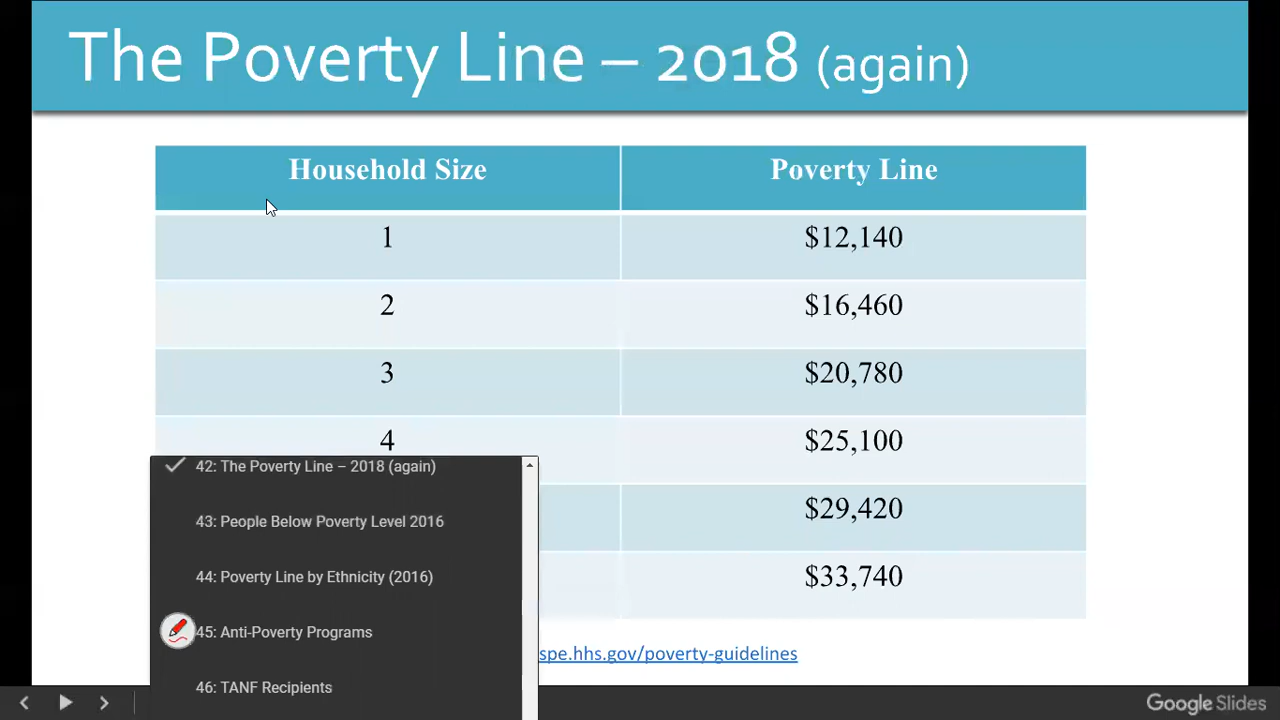 The Poverty Line – 2018 (again)
Household Size Poverty Line
1 $12,140
2 $16,460
3 $20,780
4 $25,100
$29,420
$33,740
42: The Poverty Line – 2018 (again)
43: People Below Poverty Level 2016
44: Poverty Line by Ethnicity (2016)
45: Anti-Poverty Programs
46: TANF Recipients
spe.hhs.gov/poverty-guidelines
Google Slides